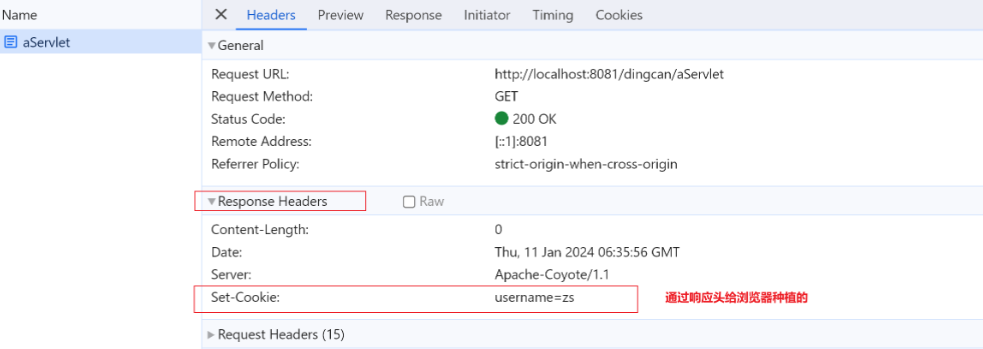 Name
Headers Preview Response Initiator Timing Cookies
aServlet
General
Request URL: http://localhost:8081/dingcan/aServlet
Request Method: GET
Status Code: 200 OK
Remote Address: [::1]:8081
Referrer Policy: strict-origin-when-cross-origin
Response Headers Raw
Content-Length: 0
Date: Thu, 11 Jan 2024 06:35:56 GMT
Server: Apache-Coyote/1.1
Set-Cookie: username=zs 通过响应头给浏览器种植的
Request Headers (15)